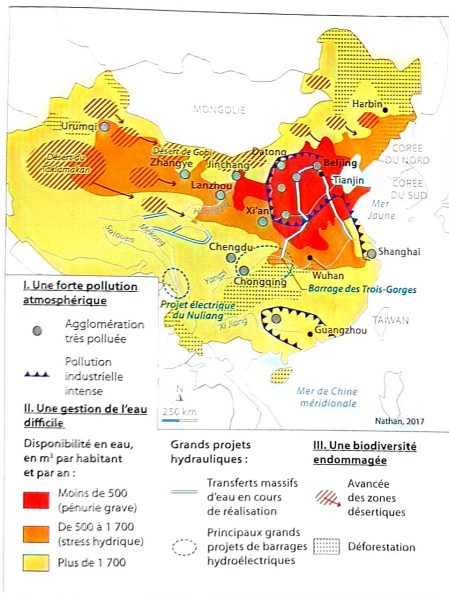 MONGOLIE
Harbin
Urumqi
Désert de Gobi
Datong
Beijing
CORÉE
DU NORD
Désert du
Taklamakan
Zhangye
Jinchang
Tianjin
CORÉE
DU SUD
Lanzhou
Mer
Jaune
Huanghe
Xi'an
Salouen
Mékong
Chengdu
Shanghai
Chongqing
Wuhan
Barrage des Trois-Gorges
Projet électrique
du Nuliang
Xi Jiang
Guangzhou
TAIWAN
N
250 km
Mer de Chine
méridionale
Nathan, 2017
I. Une forte pollution
atmosphérique
Agglomération
très polluée
Pollution
industrielle
intense
II. Une gestion de l'eau
difficile
Disponibilité en eau,
en m³ par habitant
et par an :
Moins de 500
(pénurie grave)
De 500 à 1 700
(stress hydrique)
Plus de 1 700
Grands projets
hydrauliques :
Transferts massifs
d'eau en cours
de réalisation
Principaux grands
projets de barrages
hydroélectriques
III. Une biodiversité
endommagée
Avancée
des zones
désertiques
Déforestation